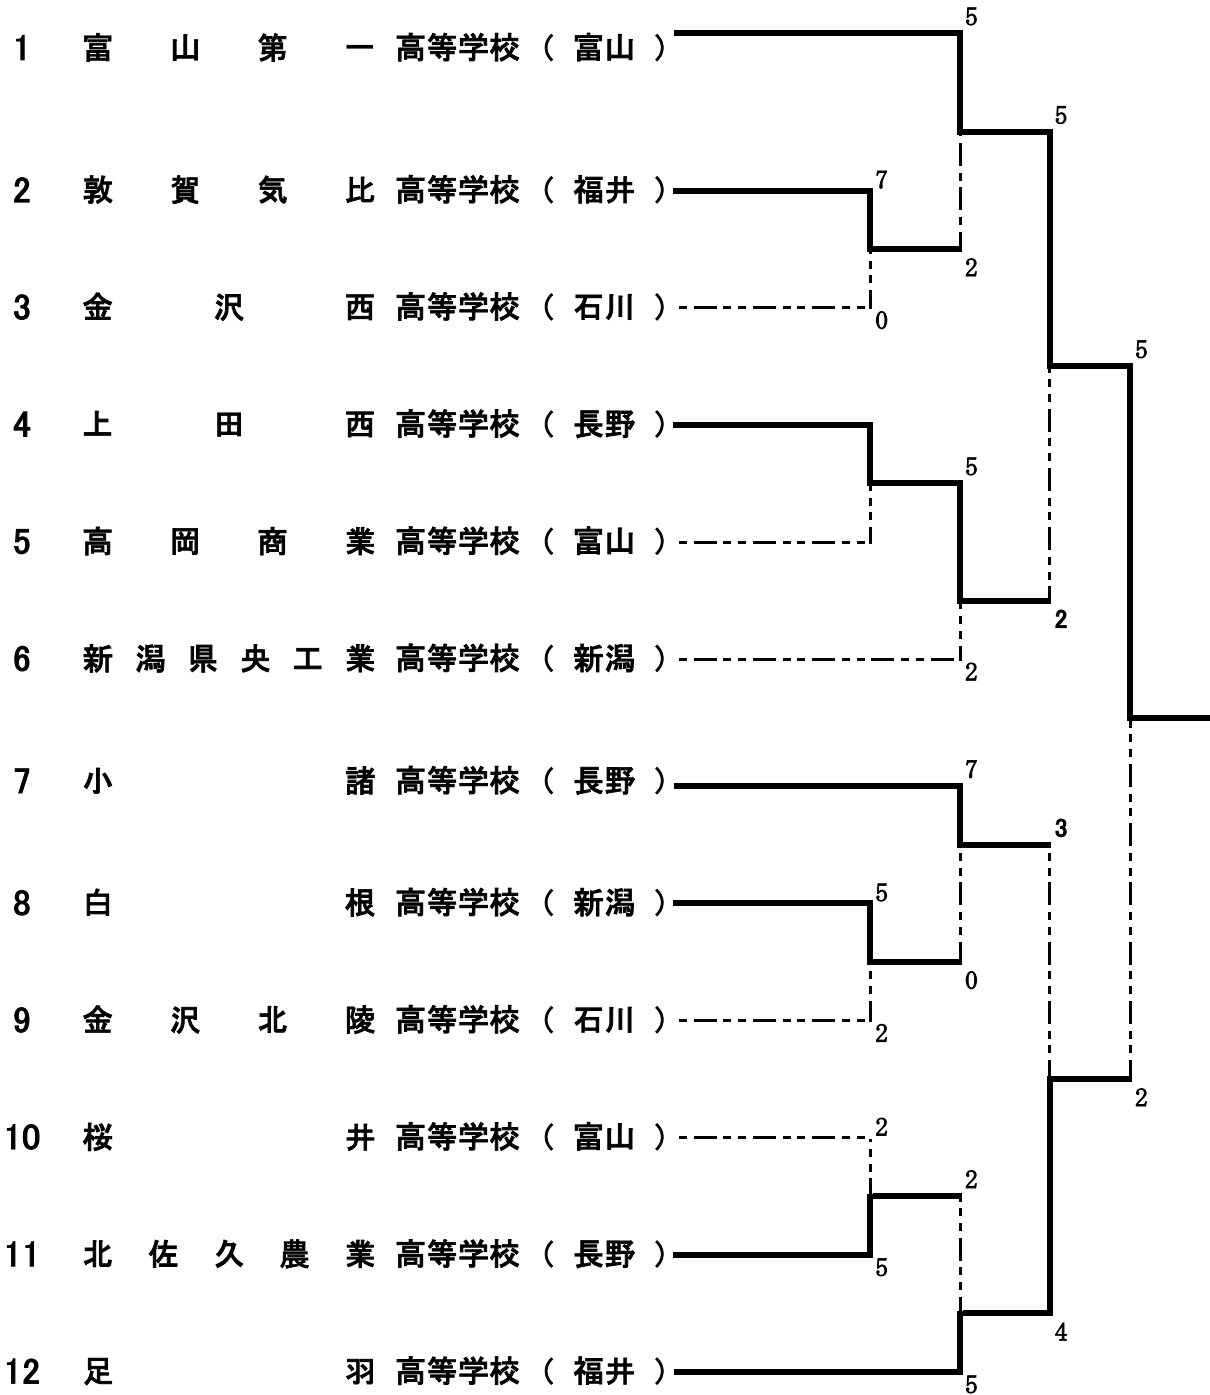 5
1 富山第一高等学校（富山）
5
2 敦賀気比高等学校（福井） 7
2
3 金沢西高等学校（石川） 0
5
4 上田西高等学校（長野）
5
5 高岡商業高等学校（富山）
2
6 新潟県央工業高等学校（新潟） 2
7 小諸高等学校（長野） 7
3
8 白根高等学校（新潟） 5
0
9 金沢北陵高等学校（石川） 2
2
10 桜井高等学校（富山） 2
2
11 北佐久農業高等学校（長野） 5
4
12 足羽高等学校（福井） 5